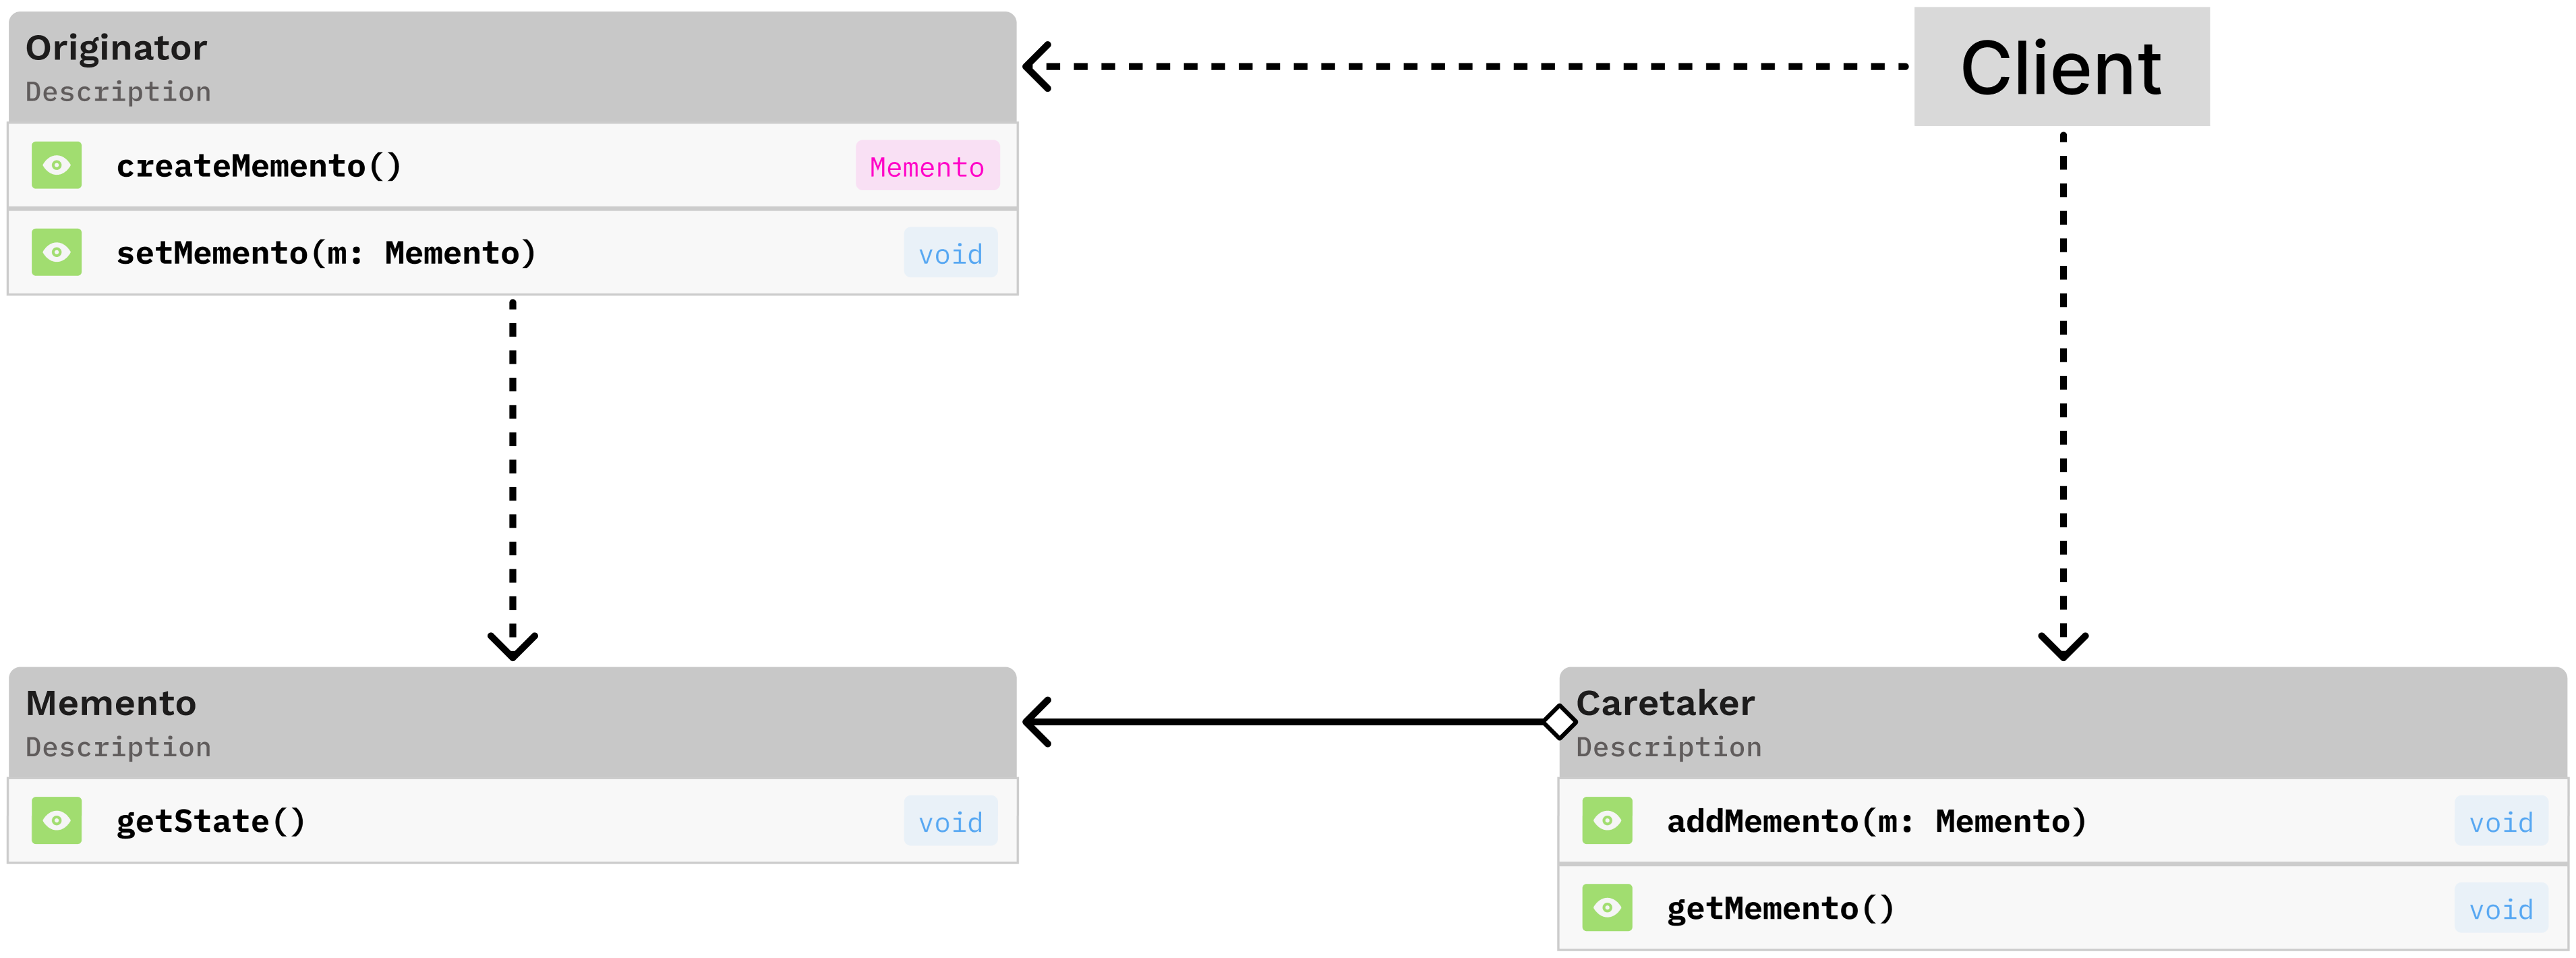 Originator
Description
createMemento() Memento
setMemento(m: Memento) void
Client
Memento
Description
getState() void
Caretaker
Description
addMemento(m: Memento) void
getMemento() void